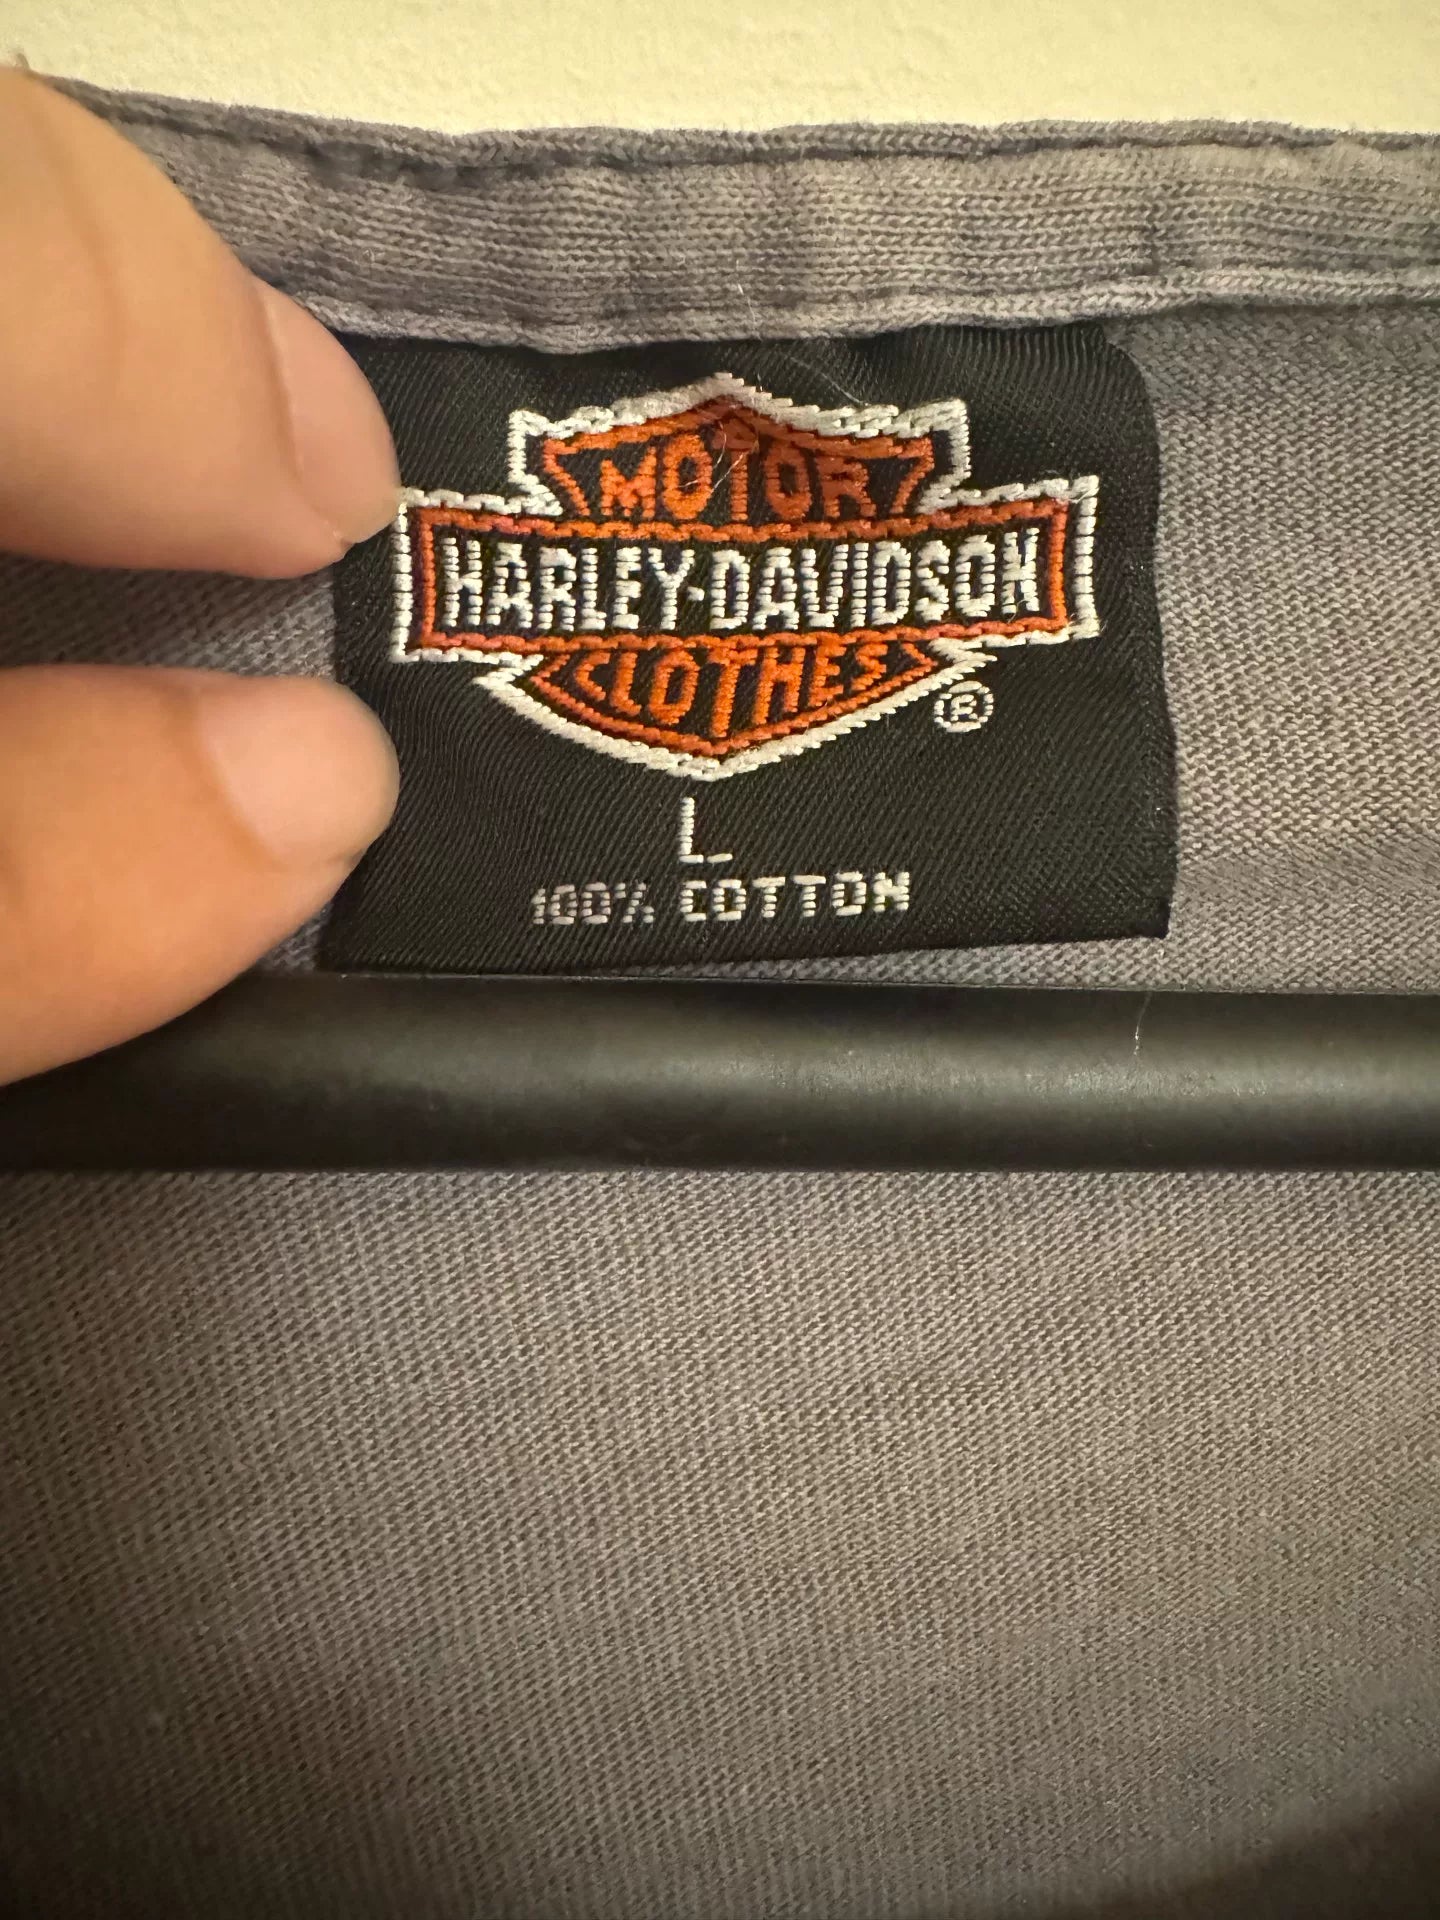 MOTOR
HARLEY-DAVIDSON
CLOTHES
®
L
100% COTTON